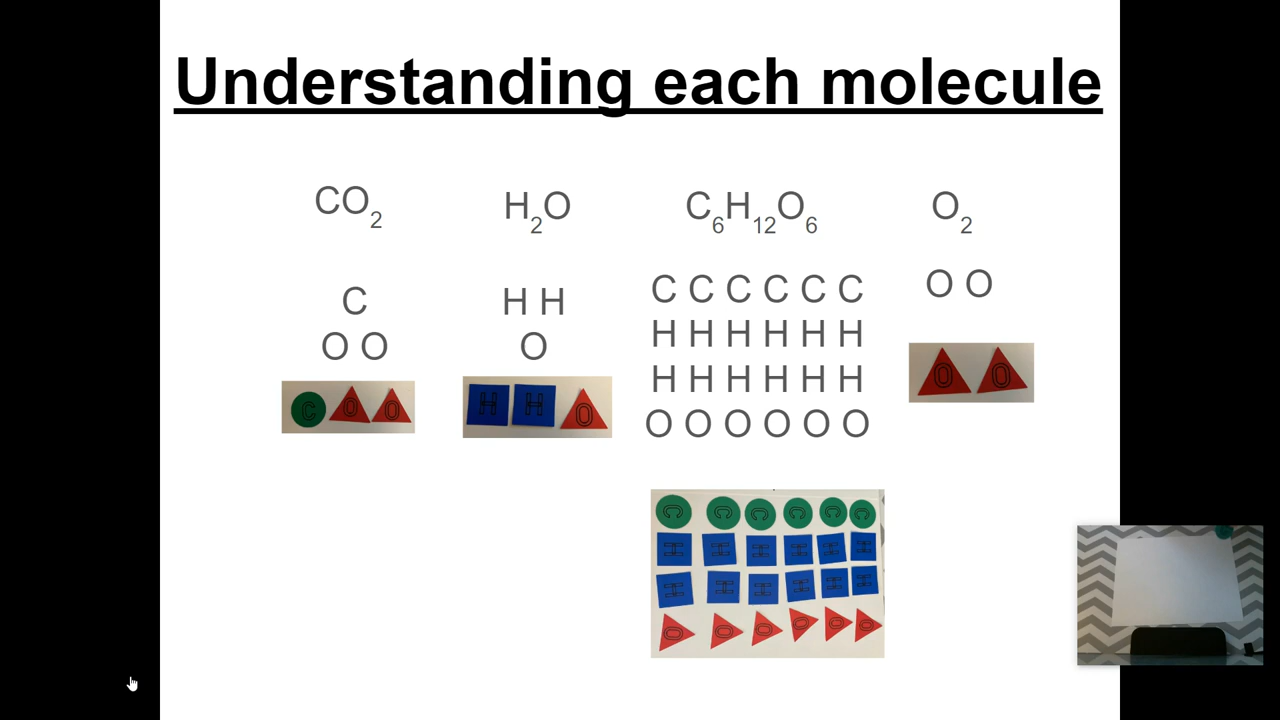 Understanding each molecule
CO2
H2O
C6H12O6
O2
C
O O
C O O
H H
O
H H O
C C C C C C
H H H H H H
H H H H H H
O O O O O O
C C C C C C
H H H H H H
H H H H H H
O O O O O O
O O
O O